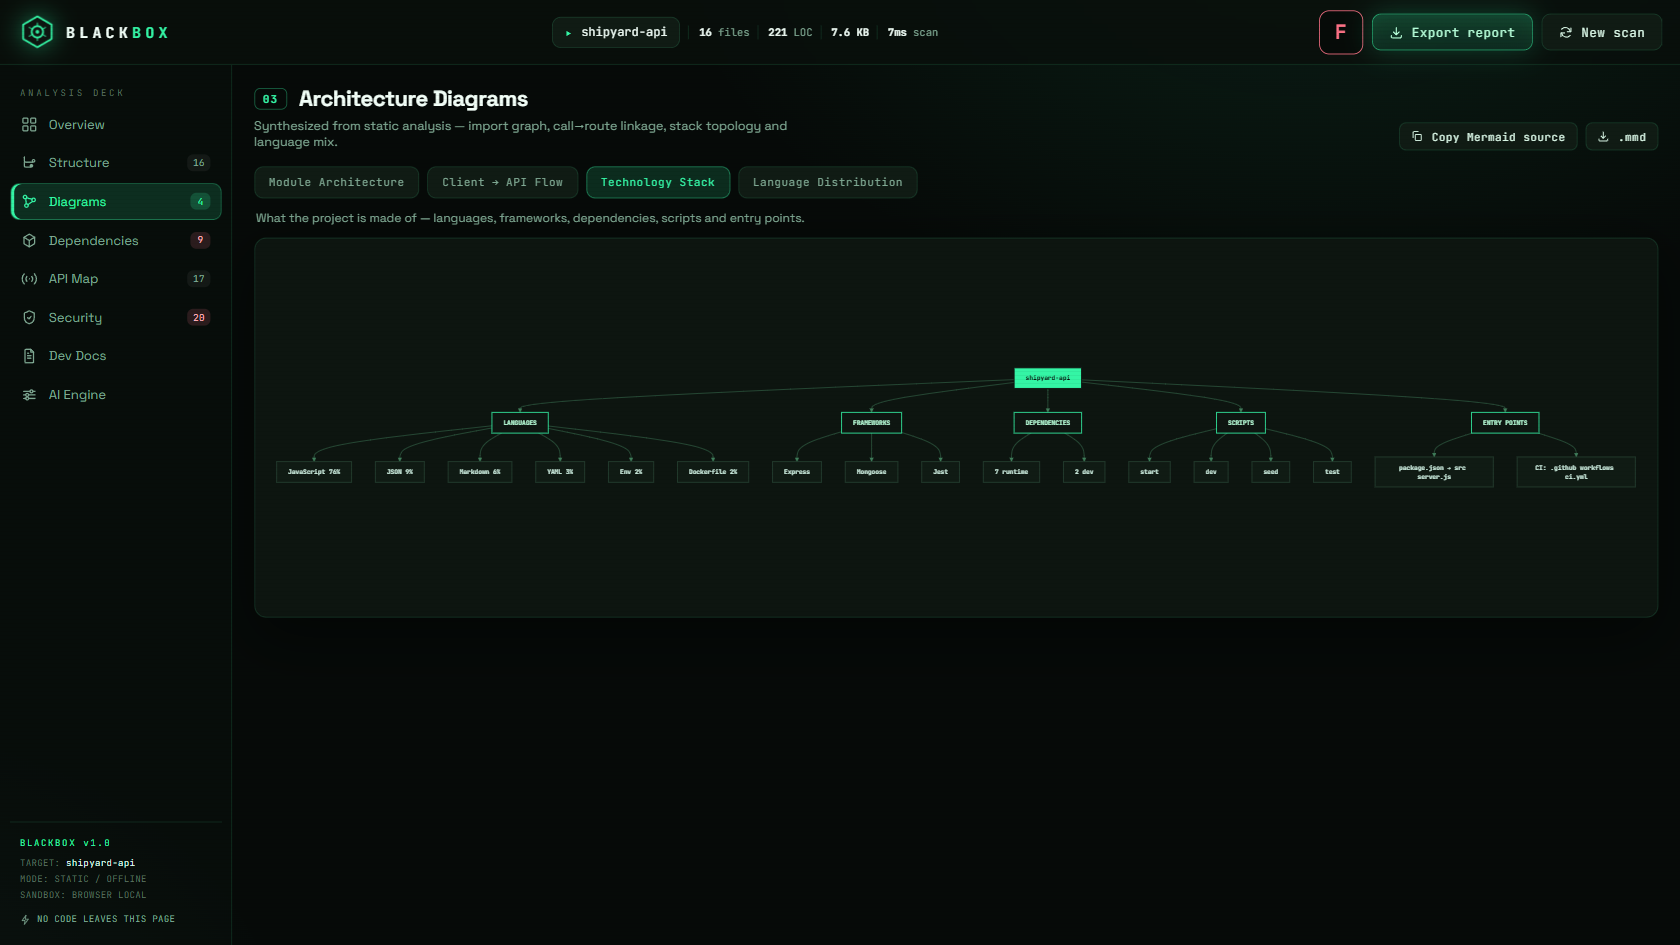 BLACKBOX
shipyard-api
16 files
221 LOC
7.6 KB
7ms scan
F
Export report
New scan
ANALYSIS DECK
Overview
Structure 16
Diagrams 4
Dependencies 9
API Map 17
Security 20
Dev Docs
AI Engine
03 Architecture Diagrams
Synthesized from static analysis — import graph, call→route linkage, stack topology and
language mix.
Copy Mermaid source
.mmd
Module Architecture
Client → API Flow
Technology Stack
Language Distribution
What the project is made of — languages, frameworks, dependencies, scripts and entry points.
shipyard-api
LANGUAGES
FRAMEWORKS
DEPENDENCIES
SCRIPTS
ENTRY POINTS
JavaScript 76%
JSON 9%
Markdown 6%
YAML 3%
Env 2%
Dockerfile 2%
Express
Mongoose
Jest
7 runtime
2 dev
start
dev
seed
test
package.json → src
server.js
CI: .github workflows
ci.yml
BLACKBOX v1.0
TARGET: shipyard-api
MODE: STATIC / OFFLINE
SANDBOX: BROWSER LOCAL
NO CODE LEAVES THIS PAGE